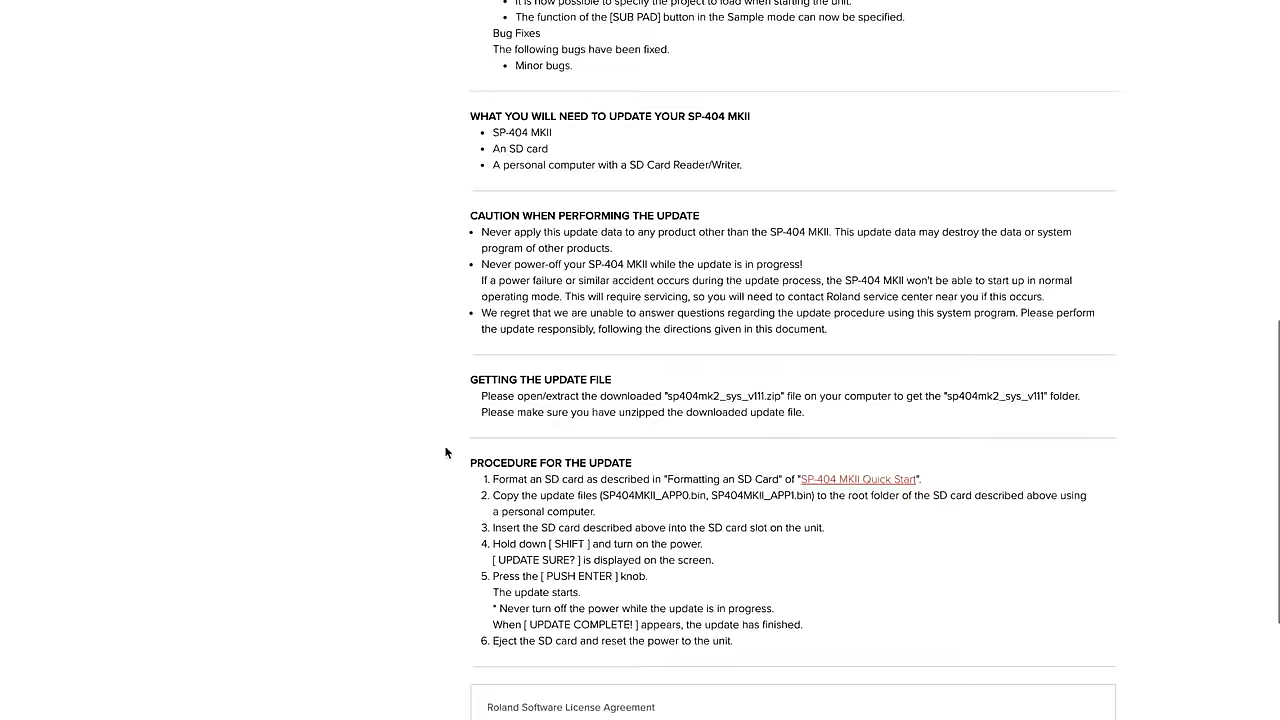 It is now possible to specify the project to load when starting the unit.
• The function of the [SUB PAD] button in the Sample mode can now be specified.
Bug Fixes
The following bugs have been fixed.
• Minor bugs.
WHAT YOU WILL NEED TO UPDATE YOUR SP-404 MKII
• SP-404 MKII
• An SD card
• A personal computer with a SD Card Reader/Writer.
CAUTION WHEN PERFORMING THE UPDATE
• Never apply this update data to any product other than the SP-404 MKII. This update data may destroy the data or system
program of other products.
• Never power-off your SP-404 MKII while the update is in progress!
If a power failure or similar accident occurs during the update process, the SP-404 MKII won't be able to start up in normal
operating mode. This will require servicing, so you will need to contact Roland service center near you if this occurs.
• We regret that we are unable to answer questions regarding the update procedure using this system program. Please perform
the update responsibly, following the directions given in this document.
GETTING THE UPDATE FILE
Please open/extract the downloaded "sp404mk2_sys_v111.zip" file on your computer to get the "sp404mk2_sys_v111" folder.
Please make sure you have unzipped the downloaded update file.
PROCEDURE FOR THE UPDATE
1. Format an SD card as described in "Formatting an SD Card" of "SP-404 MKII Quick Start".
2. Copy the update files (SP404MKII_APP0.bin, SP404MKII_APP1.bin) to the root folder of the SD card described above using
a personal computer.
3. Insert the SD card described above into the SD card slot on the unit.
4. Hold down [ SHIFT ] and turn on the power.
[ UPDATE SURE? ] is displayed on the screen.
5. Press the [ PUSH ENTER ] knob.
The update starts.
* Never turn off the power while the update is in progress.
When [ UPDATE COMPLETE! ] appears, the update has finished.
6. Eject the SD card and reset the power to the unit.
Roland Software License Agreement